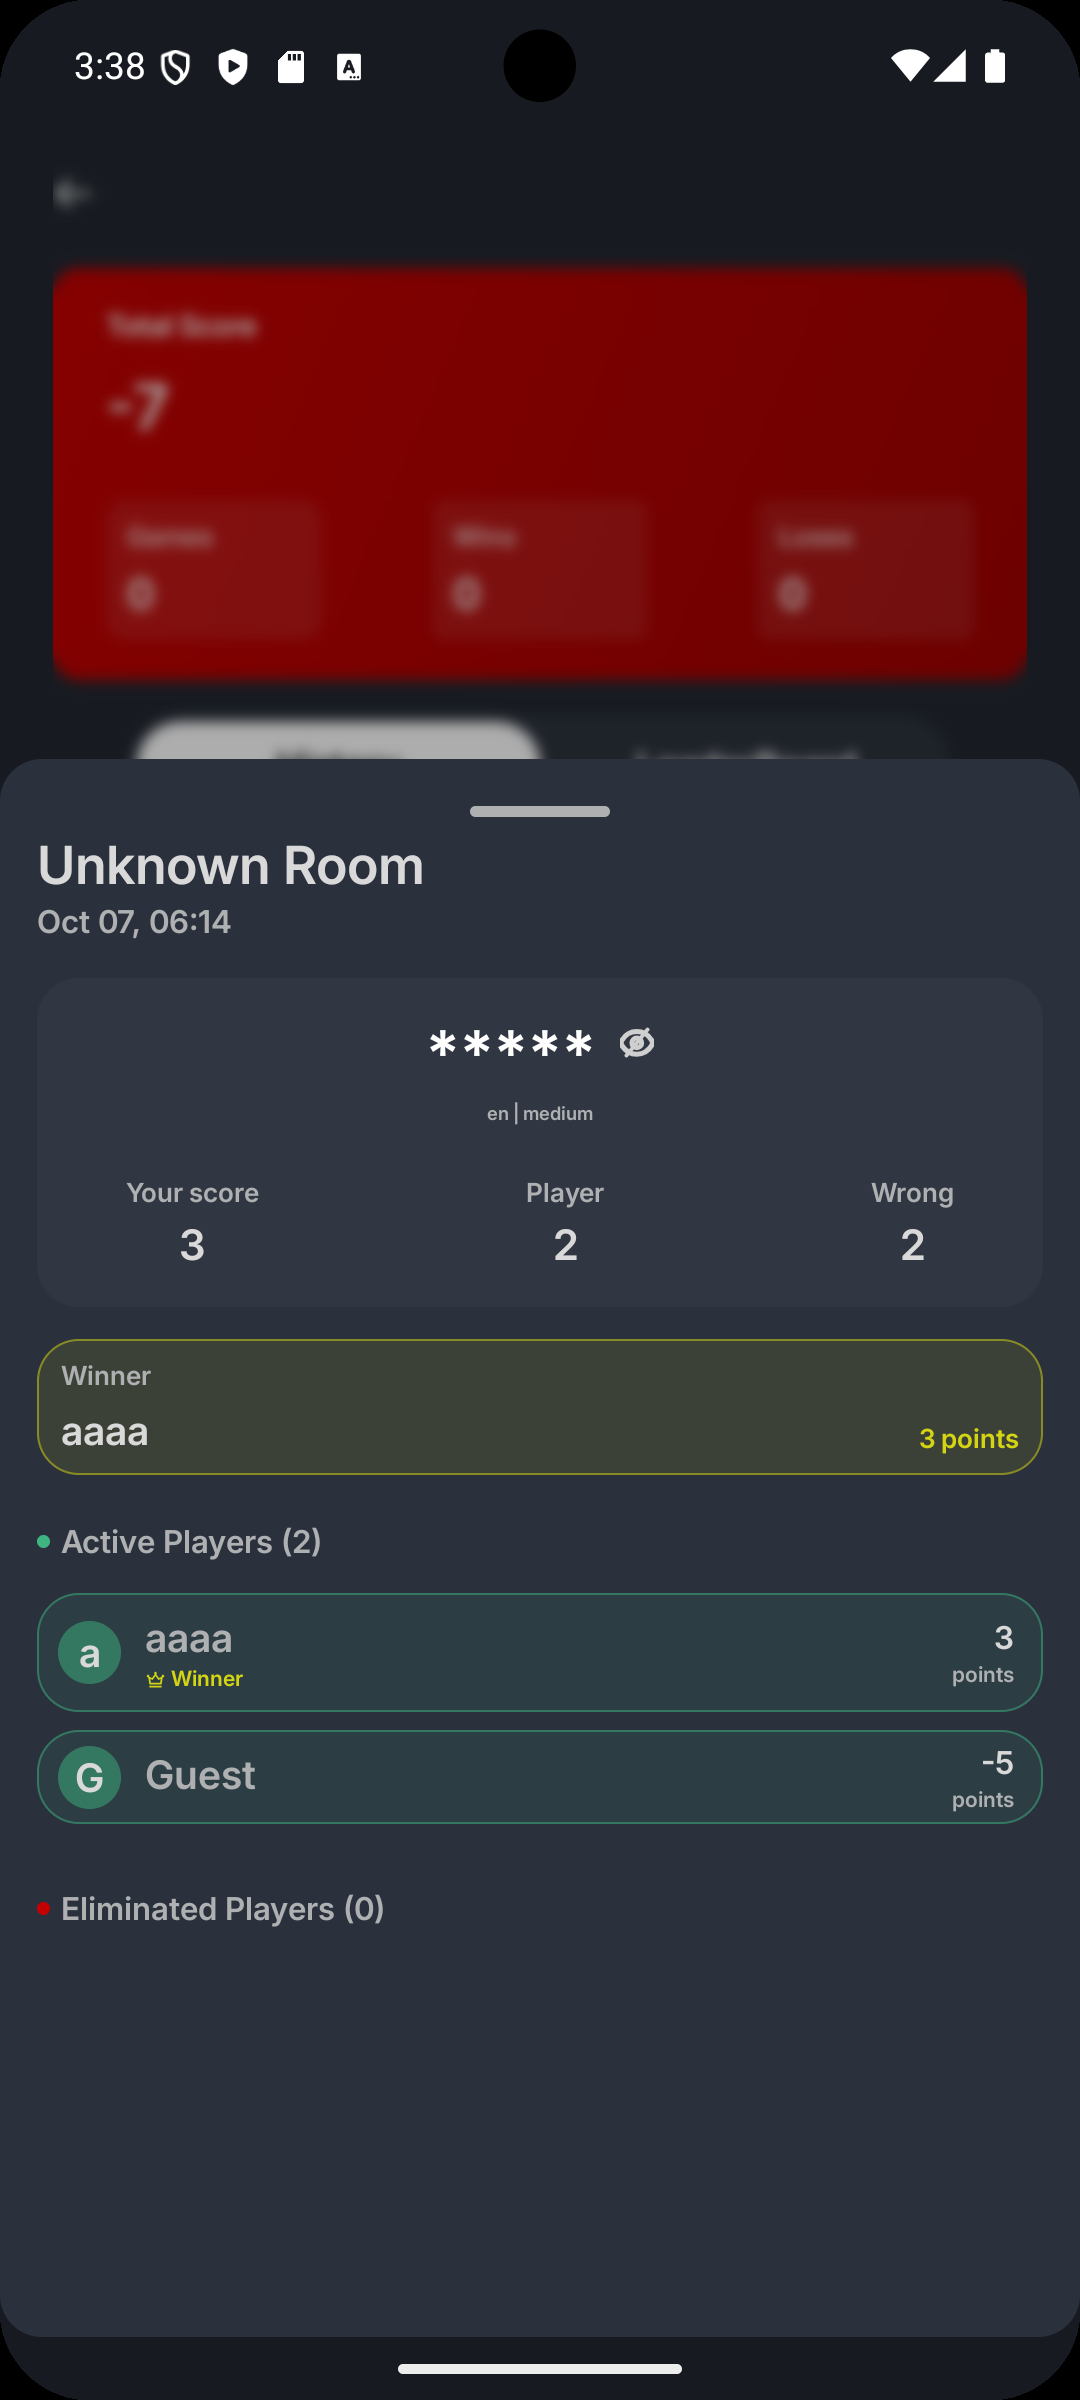 3:38
Total Score
-7
Games Wins Loses
0 0 0
Unknown Room
Oct 07, 06:14
*****
en | medium
Your score Player Wrong
3 2 2
Winner
aaaa
3 points
Active Players (2)
a aaaa 3
Winner points
G Guest -5
points
Eliminated Players (0)